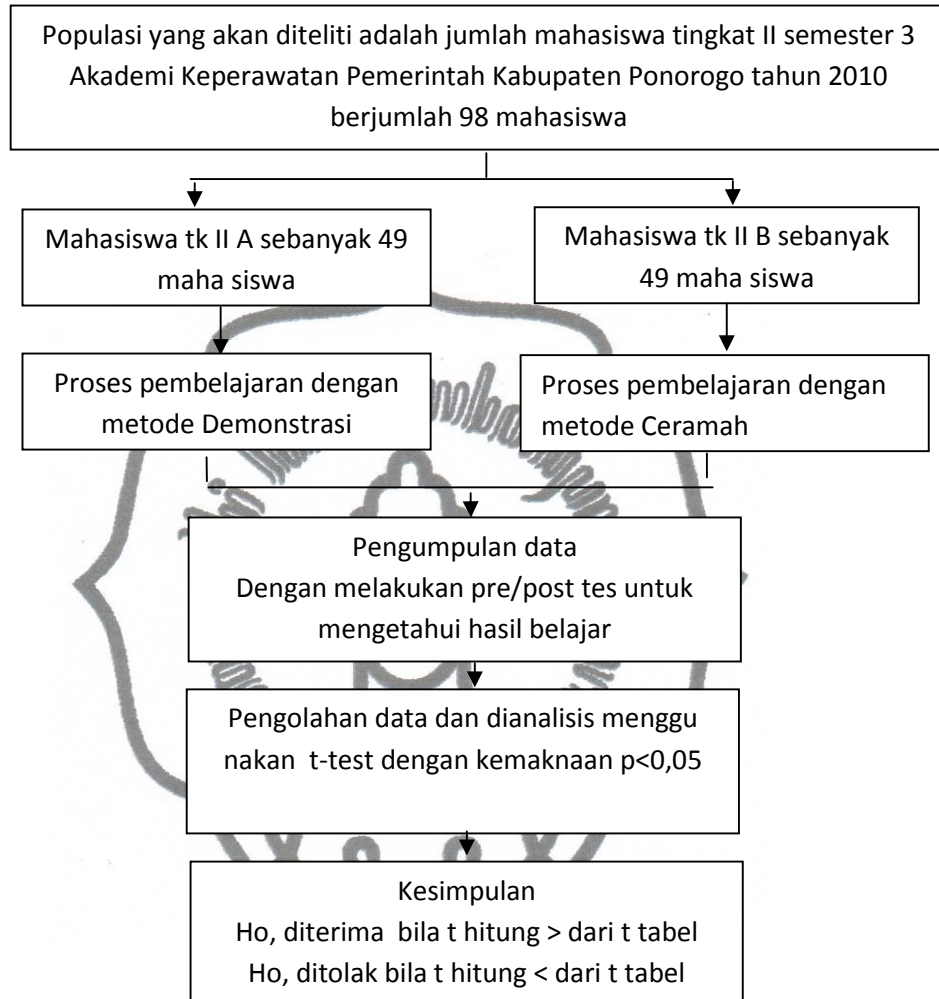 Populasi yang akan diteliti adalah jumlah mahasiswa tingkat II semester 3
Akademi Keperawatan Pemerintah Kabupaten Ponorogo tahun 2010
berjumlah 98 mahasiswa
Mahasiswa tk II A sebanyak 49
maha siswa
Mahasiswa tk II B sebanyak
49 maha siswa
Proses pembelajaran dengan
metode Demonstrasi
Proses pembelajaran dengan
metode Ceramah
Pengumpulan data
Dengan melakukan pre/post tes untuk
mengetahui hasil belajar
Pengolahan data dan dianalisis menggu
nakan t-test dengan kemaknaan p<0,05
Kesimpulan
Ho, diterima bila t hitung > dari t tabel
Ho, ditolak bila t hitung < dari t tabel